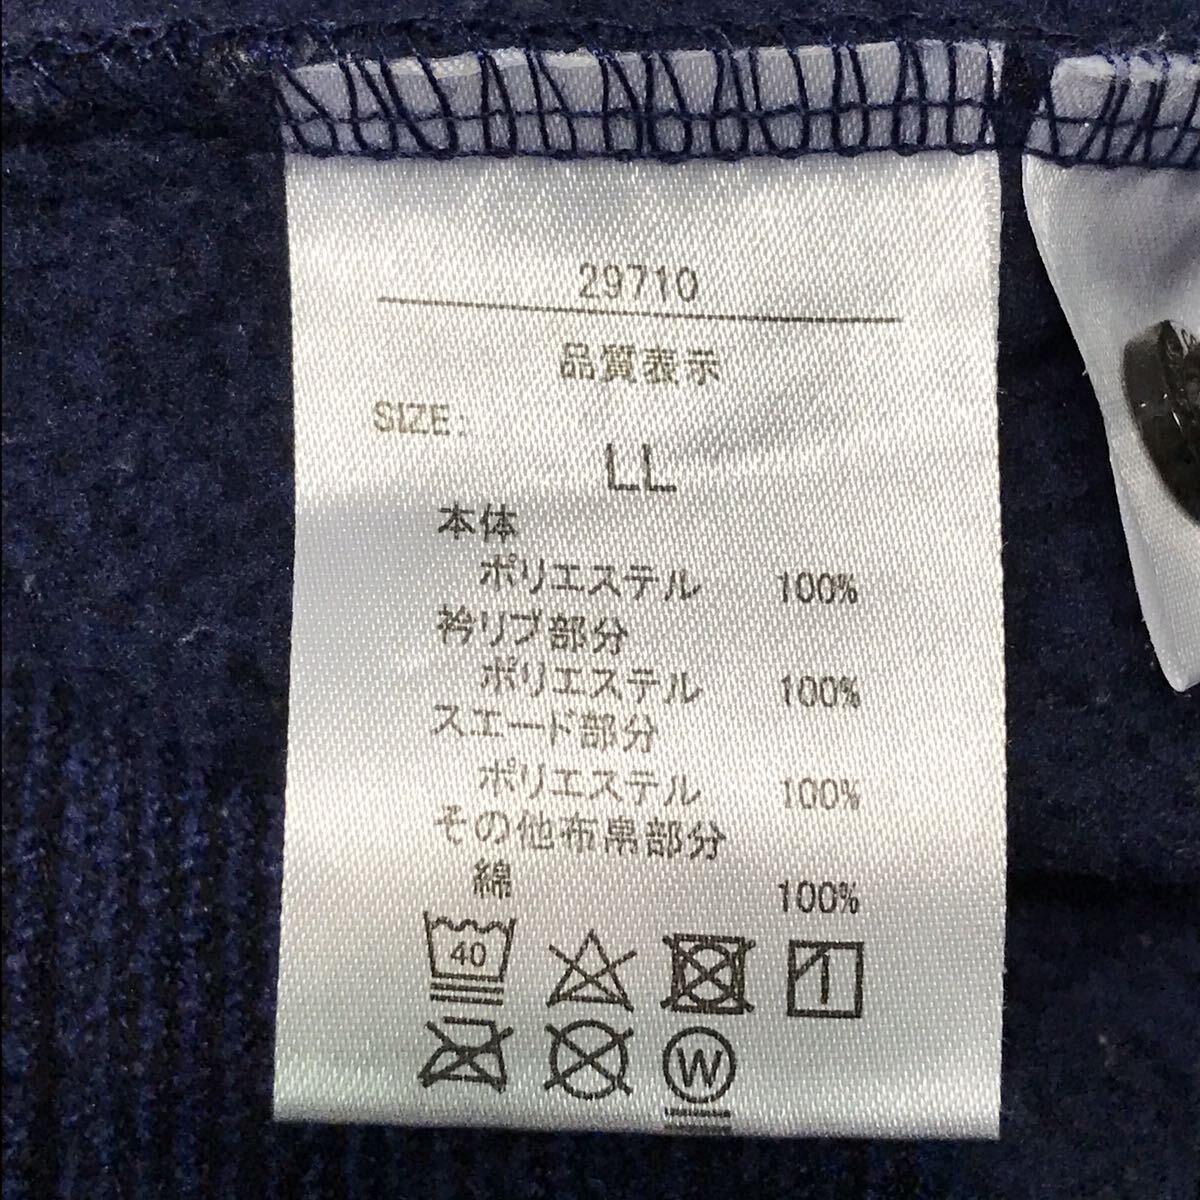 29710
品質表示
SIZE:
LL
本体
ポリエステル 100%
衿リブ部分
ポリエステル 100%
スエード部分
ポリエステル 100%
その他布帛部分
綿 100%
40
W